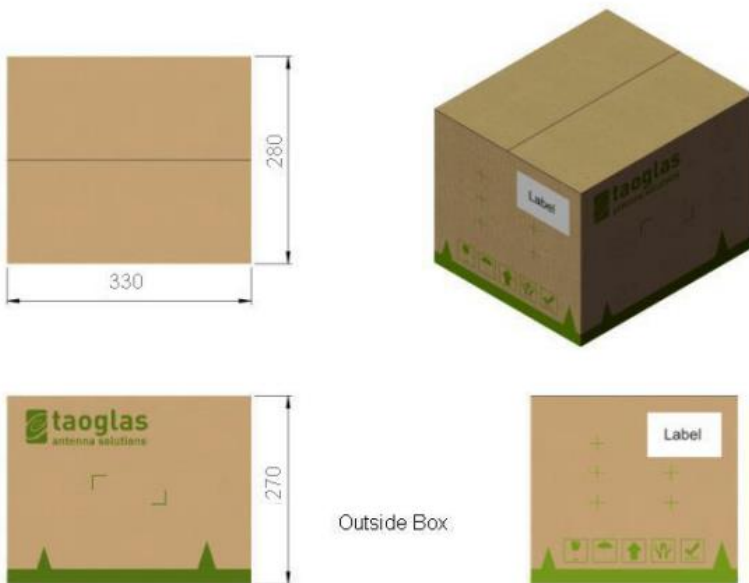 280
330
taoglas
antenna solutions
Label
taoglas
antenna solutions
270
Outside Box
Label